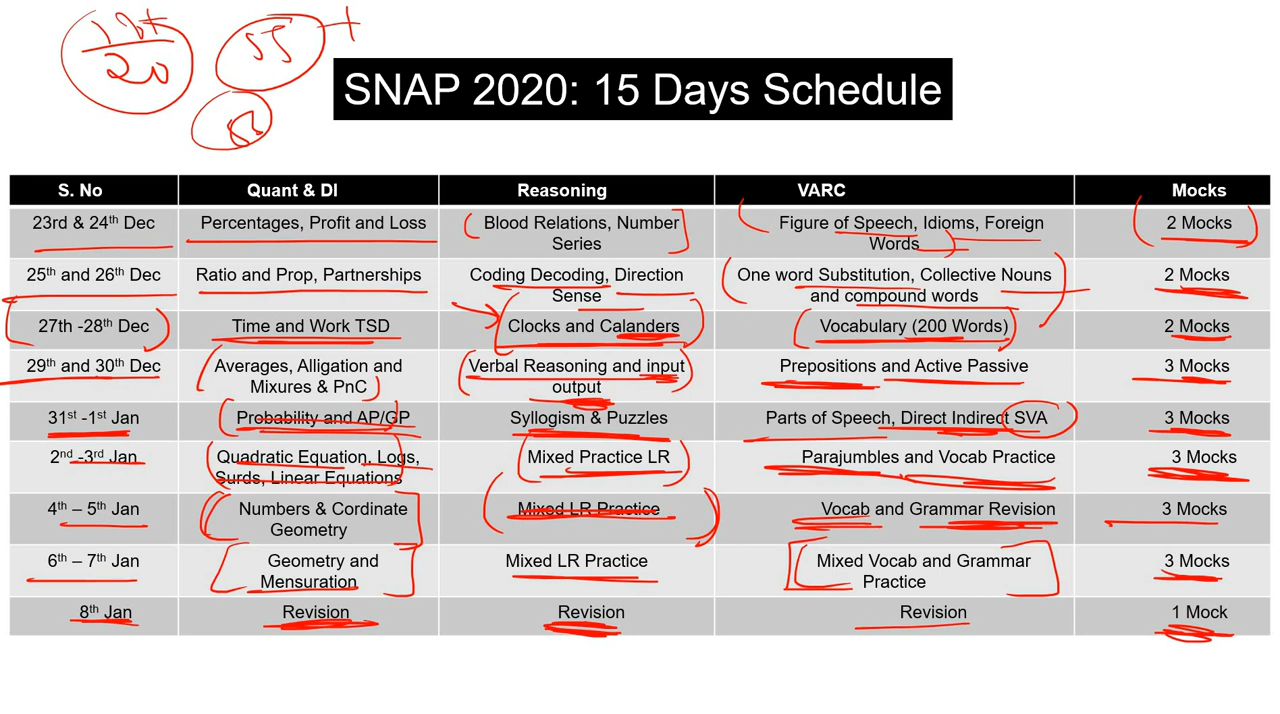 20
55+
SNAP 2020: 15 Days Schedule
S. No Quant & DI Reasoning VARC Mocks
23rd & 24th Dec Percentages, Profit and Loss Blood Relations, Number Figure of Speech, Idioms, Foreign 2 Mocks
Series Words
25th and 26th Dec Ratio and Prop, Partnerships Coding Decoding, Direction One word Substitution, Collective Nouns 2 Mocks
Sense and compound words
27th -28th Dec Time and Work TSD Clocks and Calanders Vocabulary (200 Words) 2 Mocks
29th and 30th Dec Averages, Alligation and Verbal Reasoning and input Prepositions and Active Passive 3 Mocks
Mixures & PnC output
31st -1st Jan Probability and AP/GP Syllogism & Puzzles Parts of Speech, Direct Indirect SVA 3 Mocks
2nd -3rd Jan Quadratic Equation, Logs, Mixed Practice LR Parajumbles and Vocab Practice 3 Mocks
Surds, Linear Equations
4th – 5th Jan Numbers & Cordinate Mixed LR Practice Vocab and Grammar Revision 3 Mocks
Geometry
6th – 7th Jan Geometry and Mixed LR Practice Mixed Vocab and Grammar 3 Mocks
Mensuration Practice
8th Jan Revision Revision Revision 1 Mock